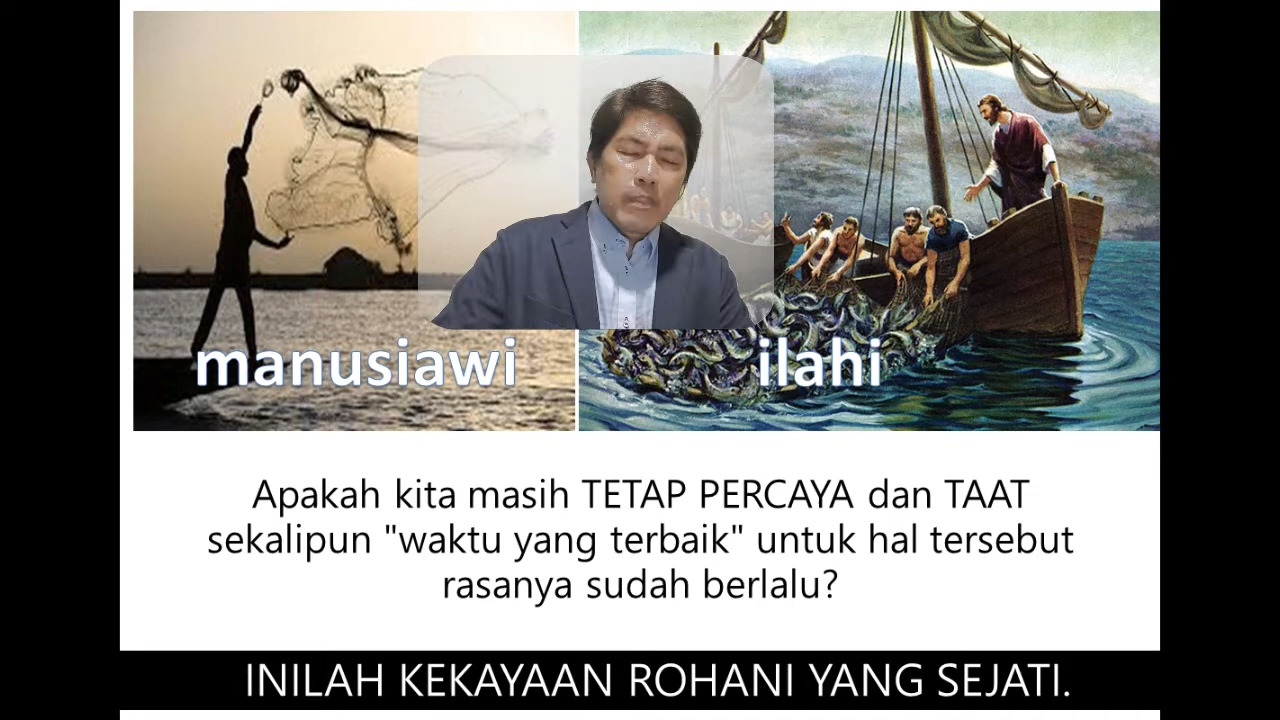 manusiawi
ilahi
Apakah kita masih TETAP PERCAYA dan TAAT
sekalipun "waktu yang terbaik" untuk hal tersebut
rasanya sudah berlalu?
INILAH KEKAYAAN ROHANI YANG SEJATI.